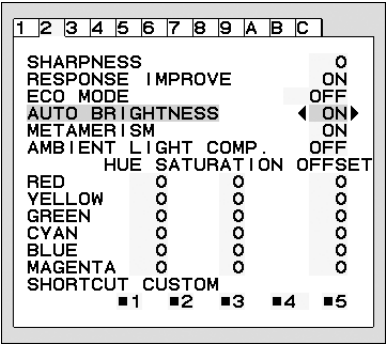 1 2 3 4 5 6 7 8 9 A B C
SHARPNESS 0
RESPONSE IMPROVE ON
ECO MODE OFF
AUTO BRIGHTNESS ◀ ON▶
METAMERISM ON
AMBIENT LIGHT COMP. OFF
HUE SATURATION OFFSET
RED 0 0 0
YELLOW 0 0 0
GREEN 0 0 0
CYAN 0 0 0
BLUE 0 0 0
MAGENTA 0 0 0
SHORTCUT CUSTOM
■1 ■2 ■3 ■4 ■5